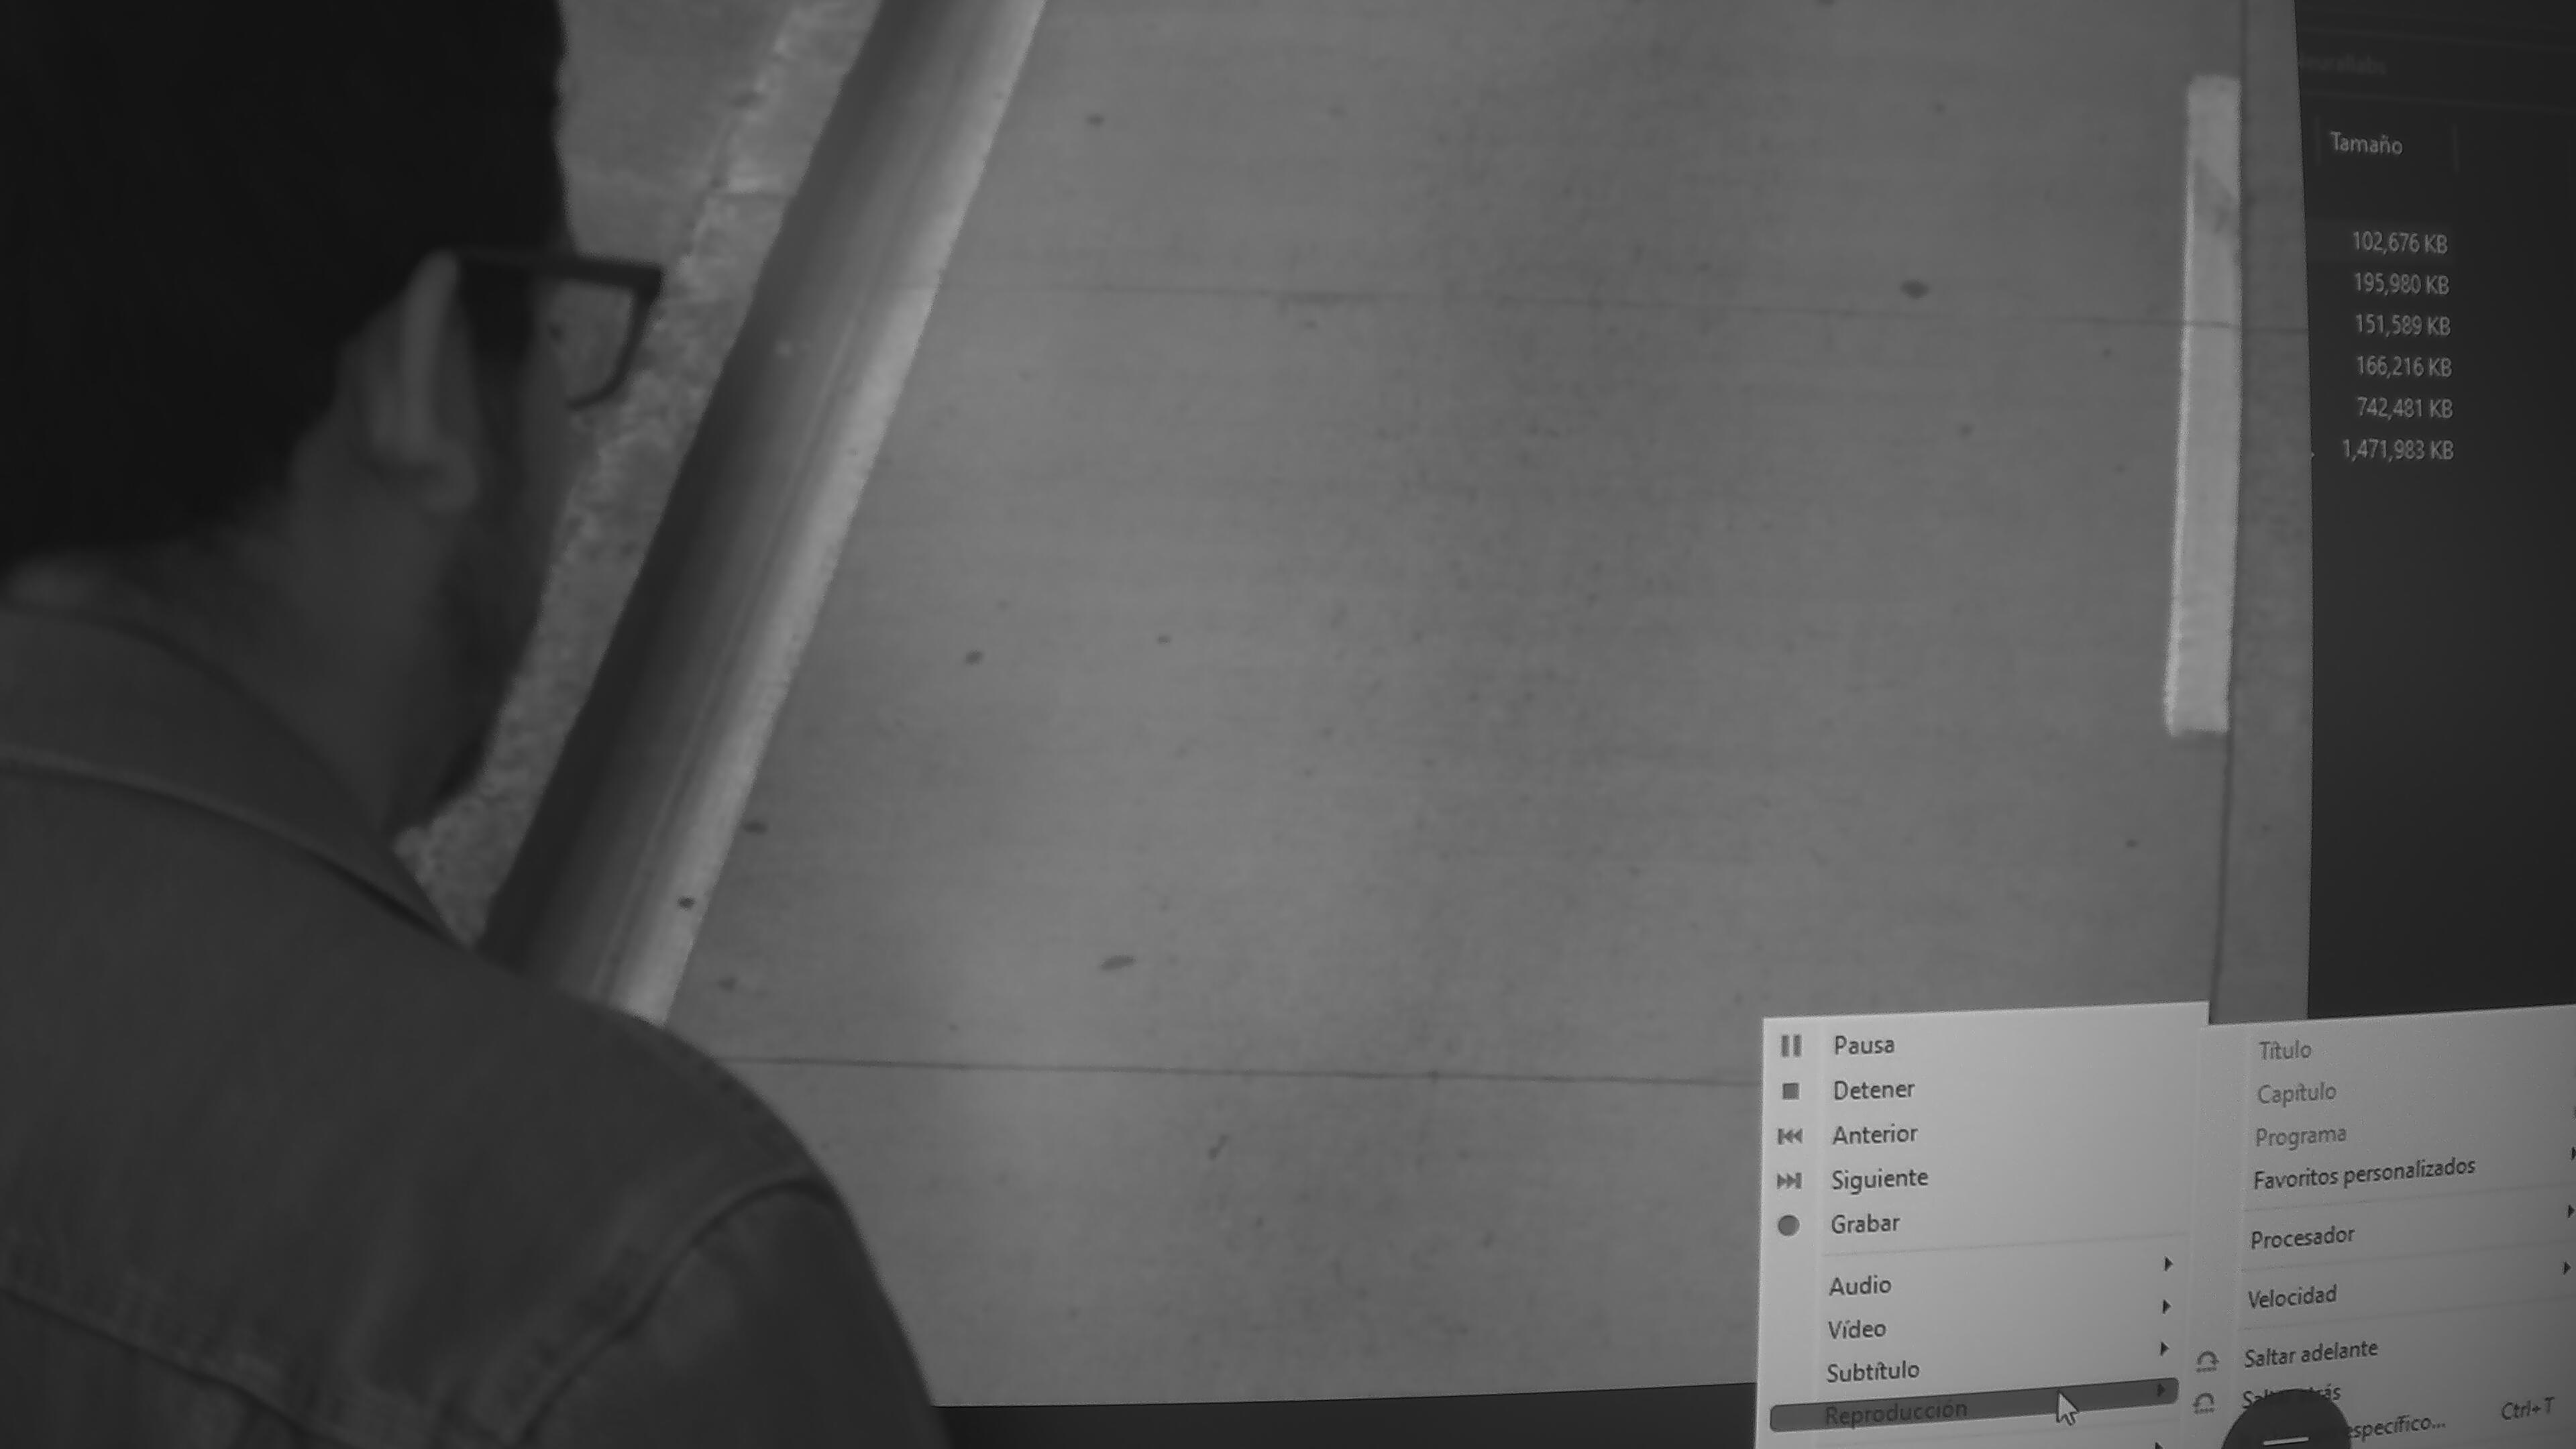 Tamaño
102,676 KB
195,980 KB
151,589 KB
166,216 KB
742,481 KB
1,471,983 KB
Pausa
Detener
Anterior
Siguiente
Grabar
Audio
Vídeo
Subtítulo
Reproducción
Título
Capítulo
Programa
Favoritos personalizados
Procesador
Velocidad
Saltar adelante
Ctrl+T